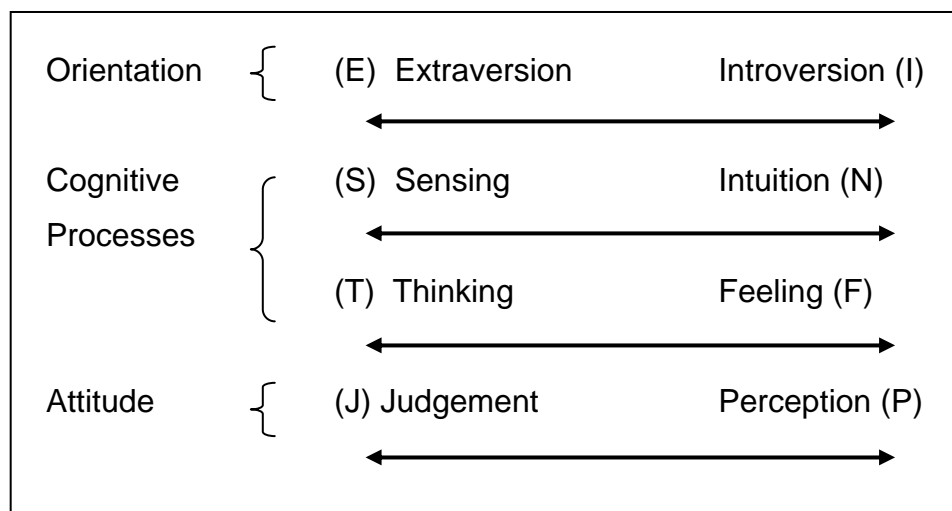 Orientation (E) Extraversion Introversion (I)
Cognitive (S) Sensing Intuition (N)
Processes
(T) Thinking Feeling (F)
Attitude (J) Judgement Perception (P)